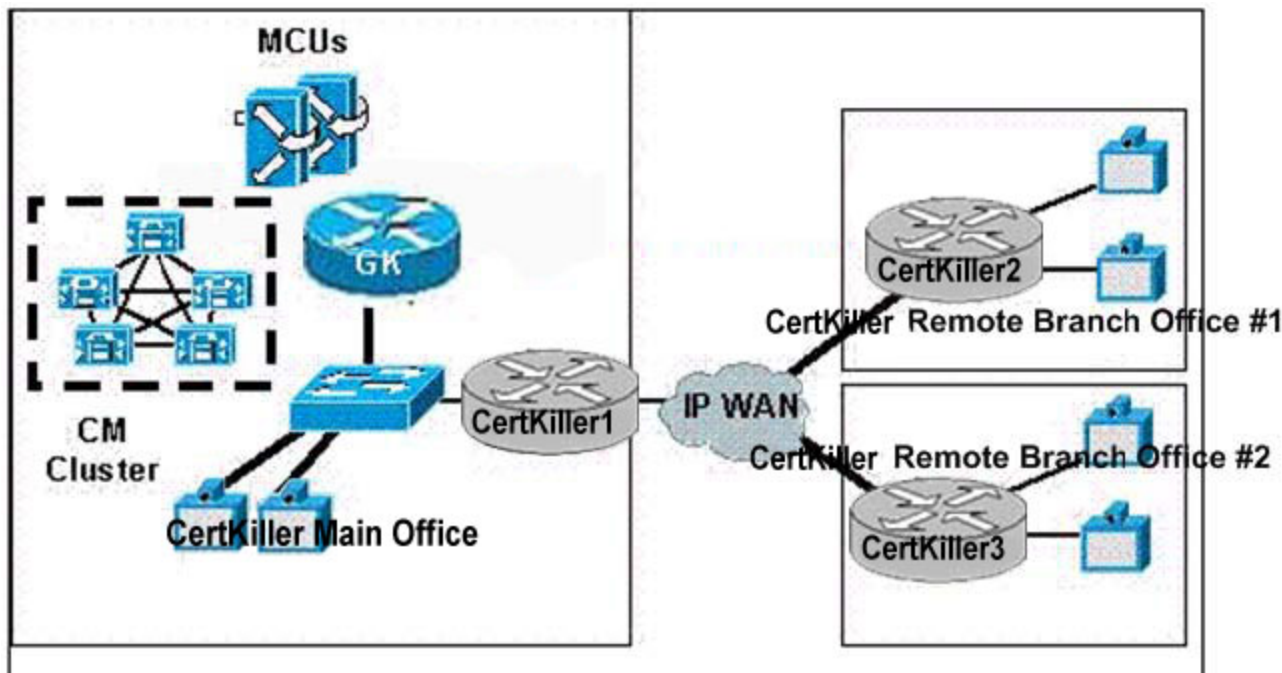 MCUs
GK
CM
Cluster
CertKiller Main Office
CertKiller1
IP WAN
CertKiller2
CertKiller Remote Branch Office #1
CertKiller Remote Branch Office #2
CertKiller3